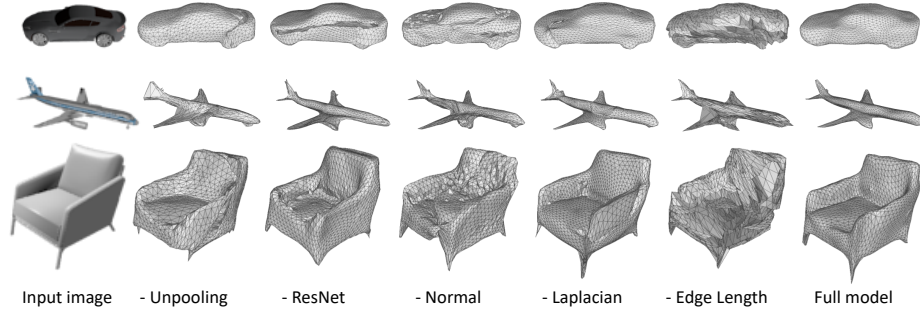 Input image - Unpooling - ResNet - Normal - Laplacian - Edge Length Full model